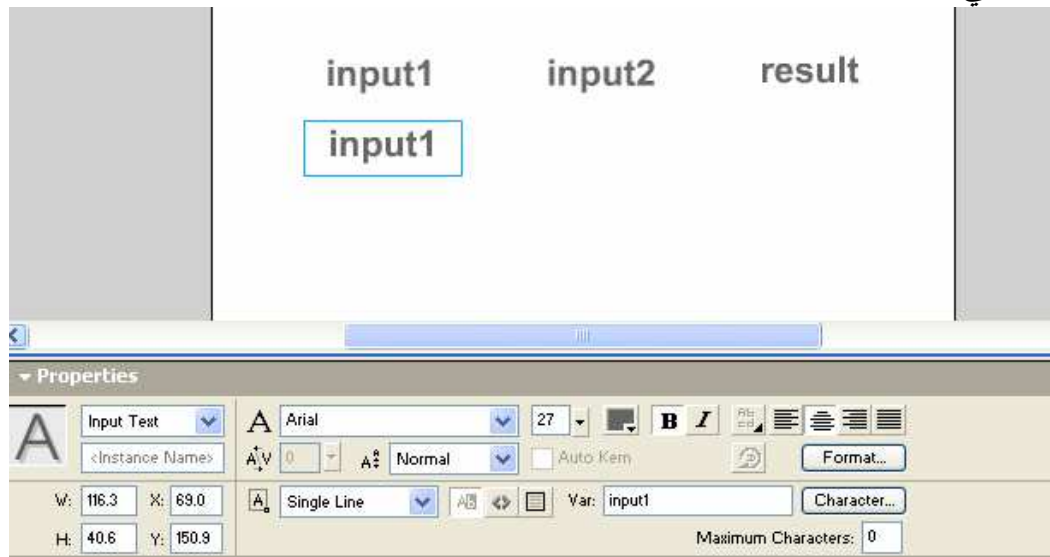 ي
input1 input2 result
input1
Properties
A Input Text A Arial 27 B I
<Instance Name> A V 0 A Normal Auto Kern Format...
W: 116.3 X: 69.0 A Single Line AB <> Var: input1 Character...
H: 40.6 Y: 150.9 Maximum Characters: 0